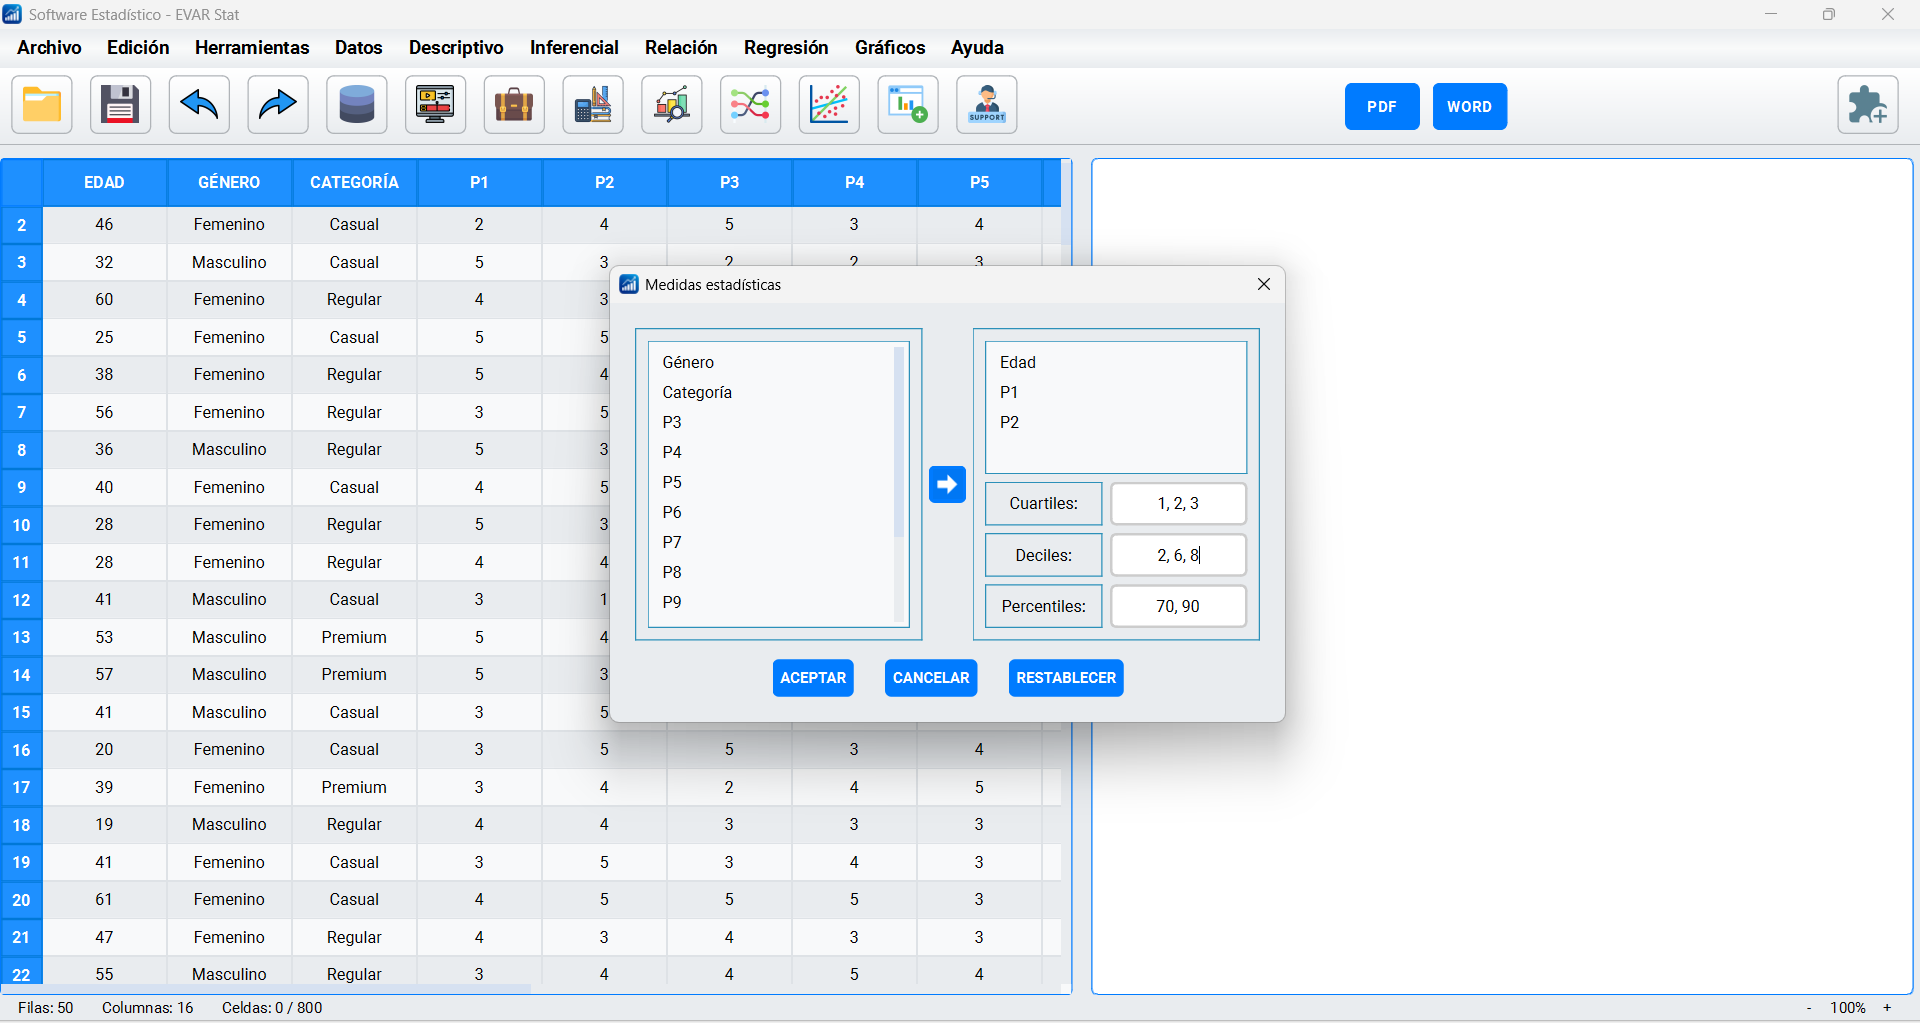 Software Estadístico - EVAR Stat
Archivo Edición Herramientas Datos Descriptivo Inferencial Relación Regresión Gráficos Ayuda
SUPPORT
PDF WORD
EDAD GÉNERO CATEGORÍA P1 P2 P3 P4 P5
2 46 Femenino Casual 2 4 5 3 4
3 32 Masculino Casual 5 3 2 2 3
4 60 Femenino Regular 4 3
5 25 Femenino Casual 5 5
6 38 Femenino Regular 5 4
7 56 Femenino Regular 3 5
8 36 Masculino Regular 5 3
9 40 Femenino Casual 4 5
10 28 Femenino Regular 5 3
11 28 Femenino Regular 4 4
12 41 Masculino Casual 3 1
13 53 Masculino Premium 5 4
14 57 Masculino Premium 5 3
15 41 Masculino Casual 3 5
16 20 Femenino Casual 3 5 5 3 4
17 39 Femenino Premium 3 4 2 4 5
18 19 Masculino Regular 4 4 3 3 3
19 41 Femenino Casual 3 5 3 4 3
20 61 Femenino Casual 4 5 5 5 3
21 47 Femenino Regular 4 3 4 3 3
22 55 Masculino Regular 3 4 4 5 4
Medidas estadísticas
Género
Categoría
P3
P4
P5
P6
P7
P8
P9
Edad
P1
P2
Cuartiles: 1, 2, 3
Deciles: 2, 6, 8
Percentiles: 70, 90
ACEPTAR CANCELAR RESTABLECER
Filas: 50 Columnas: 16 Celdas: 0 / 800
- 100% +